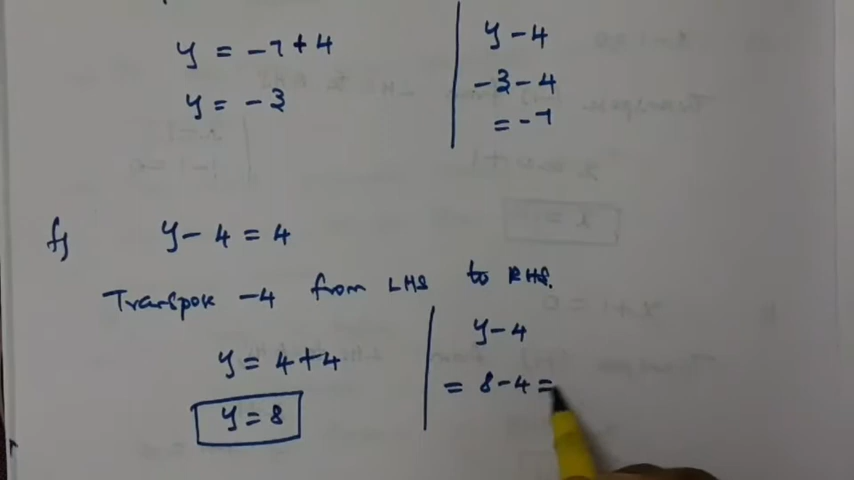 y = -7+4
y = -3
y-4
-3-4
= -7
f) y-4 = 4
Transpose -4 from LHS to RHS.
y = 4+4
y = 8
y-4
= 8-4 =